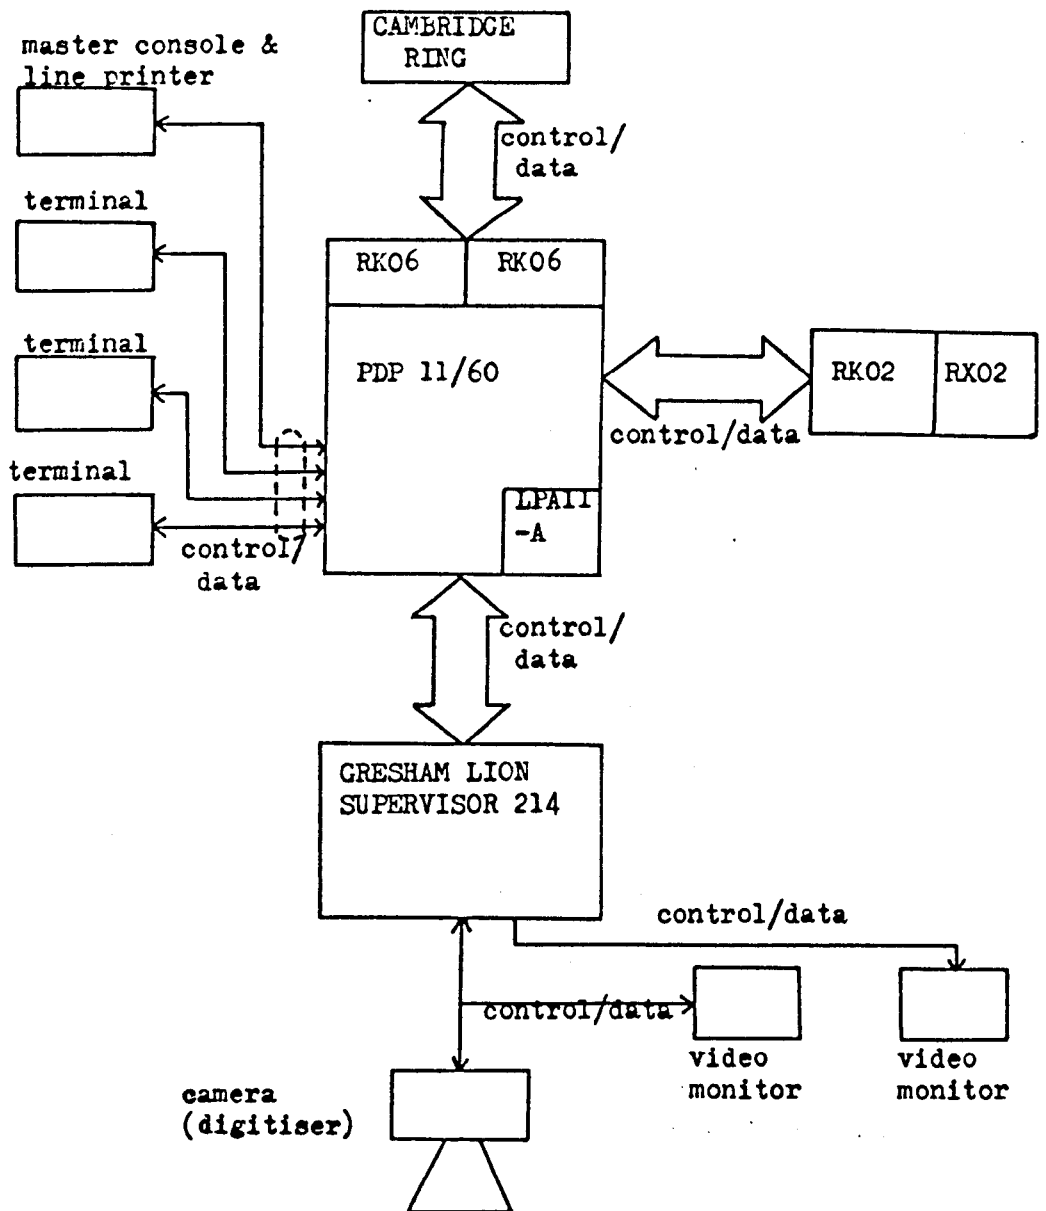 CAMBRIDGE
RING
master console &
line printer
control/
data
terminal
RK06
RK06
terminal
PDP 11/60
RK02
RX02
control/data
terminal
LPA11
-A
control/
data
control/
data
GRESHAM LION
SUPERVISOR 214
control/data
control/data
video
monitor
video
monitor
camera
(digitiser)